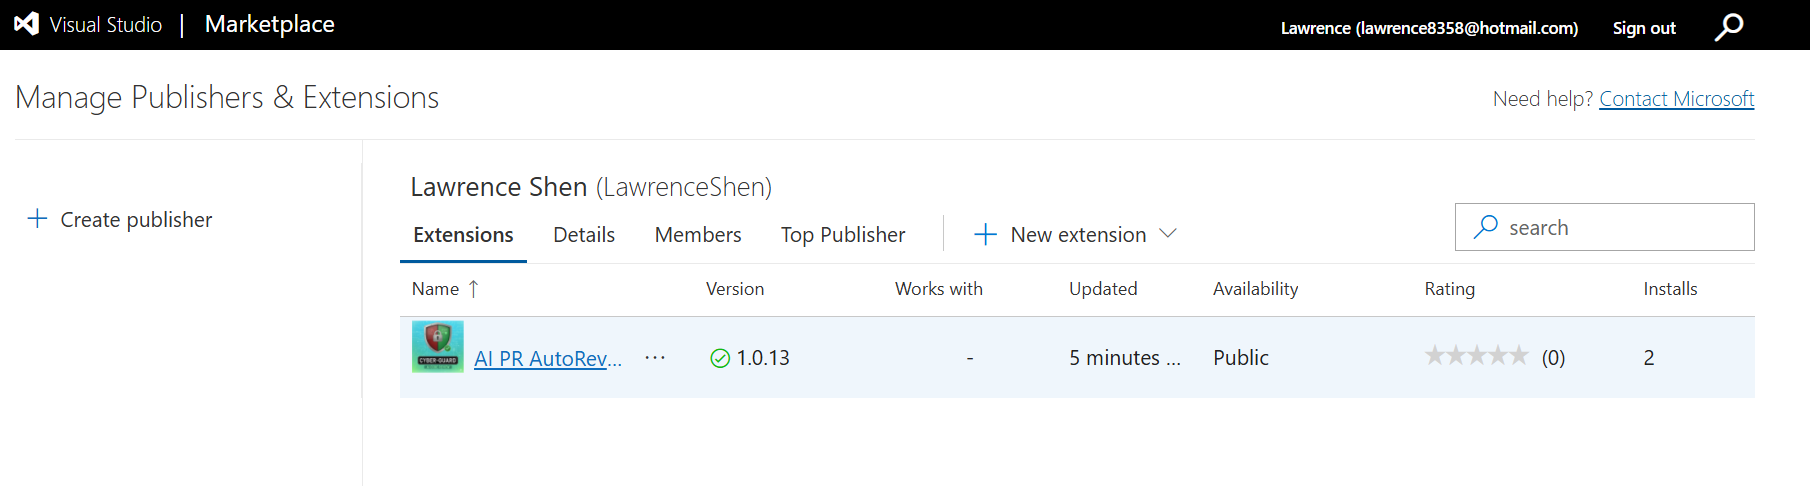 Visual Studio | Marketplace
Lawrence (lawrence8358@hotmail.com) Sign out
Manage Publishers & Extensions
Need help? Contact Microsoft
Create publisher
Lawrence Shen (LawrenceShen)
Extensions Details Members Top Publisher New extension
search
Name ↑ Version Works with Updated Availability Rating Installs
CYBER-GUARD
AI PR AutoRev... ··· 1.0.13 - 5 minutes ... Public (0) 2